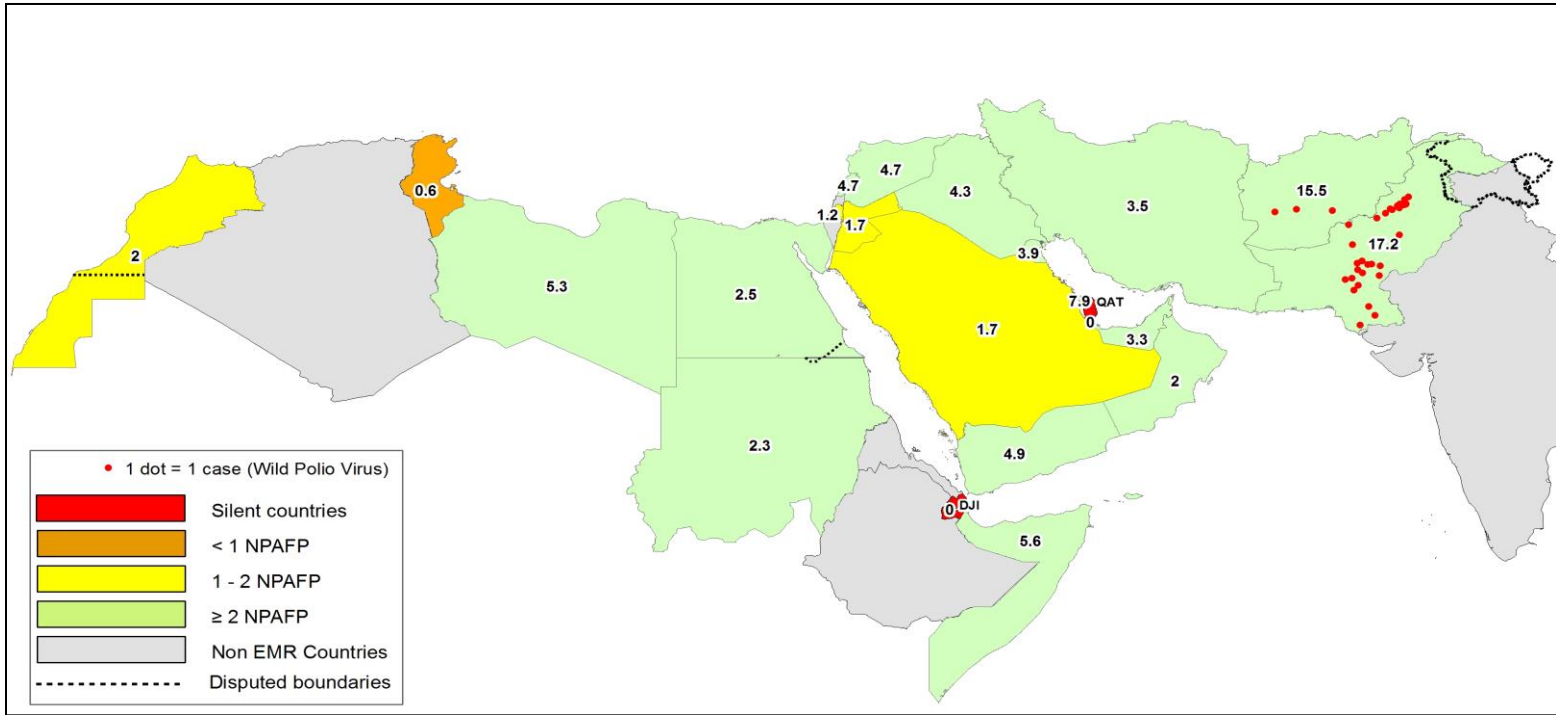 0.6
4.7
4.7
4.3
3.5
15.5
1.2
1.7
17.2
2
3.9
5.3
2.5
7.9
QAT
0
1.7
3.3
2
2.3
4.9
0
DJI
5.6
1 dot = 1 case (Wild Polio Virus)
Silent countries
< 1 NPAFP
1 - 2 NPAFP
≥ 2 NPAFP
Non EMR Countries
Disputed boundaries